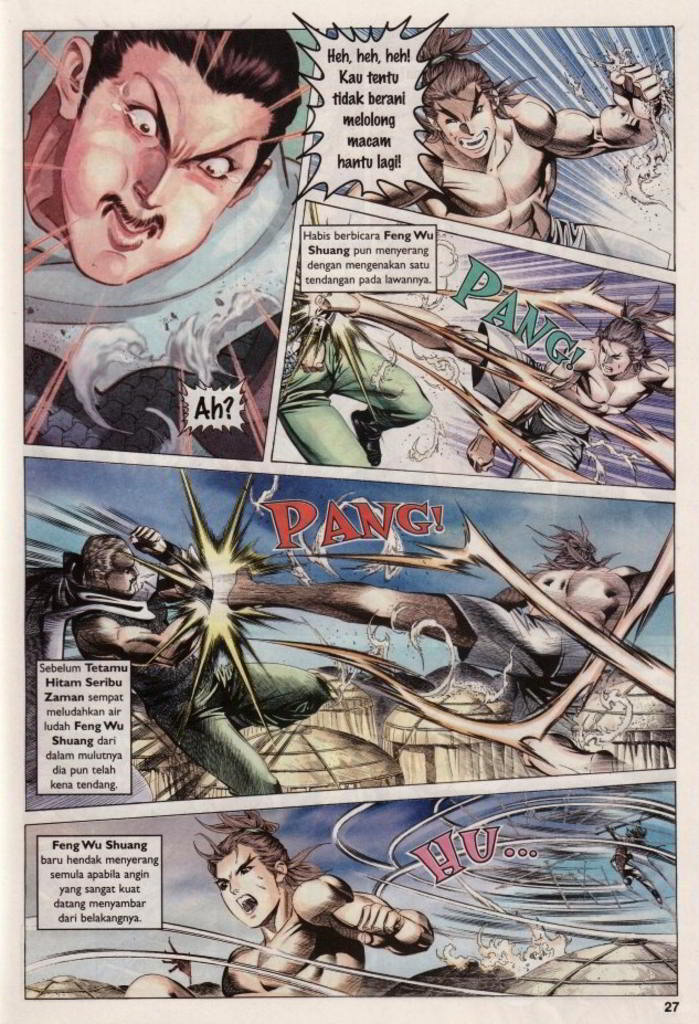 Heh, heh, heh!
Kau tentu
tidak berani
melolong
macam
hantu lagi!
Ah?
Habis berbicara Feng Wu
Shuang pun menyerang
dengan mengenakan satu
tendangan pada lawannya.
PANG!
PANG!
Sebelum Tetamu
Hitam Seribu
Zaman sempat
meludahkan air
ludah Feng Wu
Shuang dari
dalam mulutnya
dia pun telah
kena tendang.
Feng Wu Shuang
baru hendak menyerang
semula apabila angin
yang sangat kuat
datang menyambar
dari belakangnya.
HU...
27